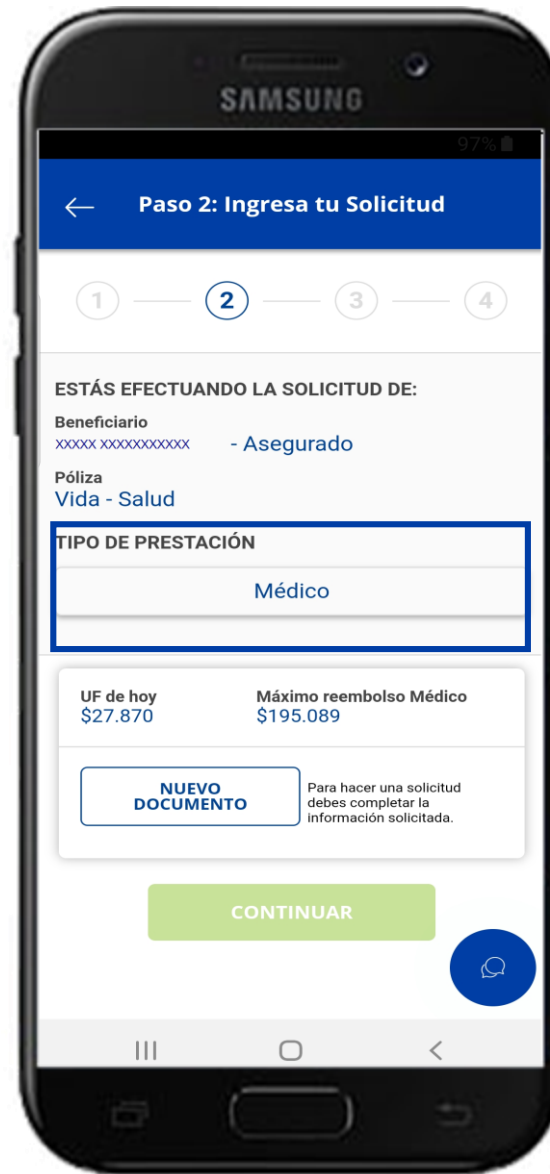 SAMSUNG
97%
Paso 2: Ingresa tu Solicitud
1 2 3 4
ESTÁS EFECTUANDO LA SOLICITUD DE:
Beneficiario
XXXXX XXXXXXXXXXX - Asegurado
Póliza
Vida - Salud
TIPO DE PRESTACIÓN
Médico
UF de hoy Máximo reembolso Médico
$27.870 $195.089
NUEVO
DOCUMENTO
Para hacer una solicitud
debes completar la
información solicitada.
CONTINUAR